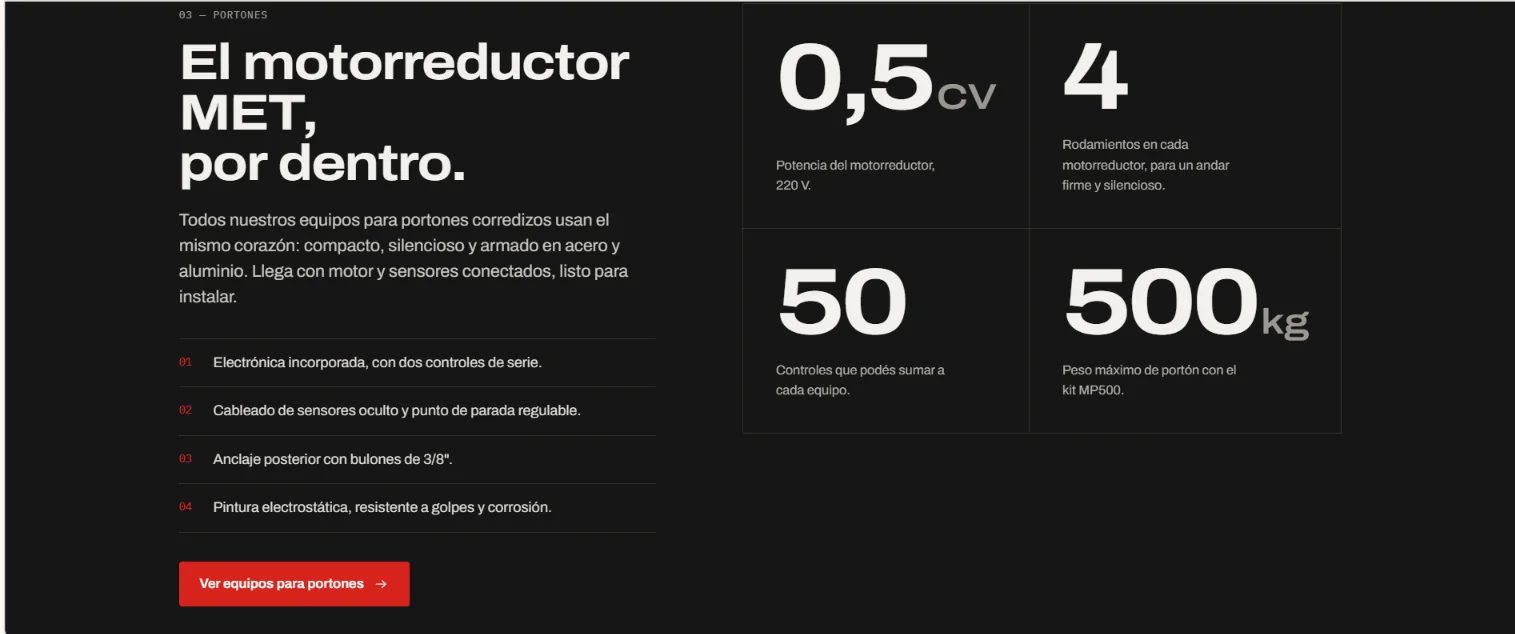 03 — PORTONES
El motorreductor
MET,
por dentro.
Todos nuestros equipos para portones corredizos usan el
mismo corazón: compacto, silencioso y armado en acero y
aluminio. Llega con motor y sensores conectados, listo para
instalar.
01 Electrónica incorporada, con dos controles de serie.
02 Cableado de sensores oculto y punto de parada regulable.
03 Anclaje posterior con bulones de 3/8".
04 Pintura electrostática, resistente a golpes y corrosión.
Ver equipos para portones →
0,5 CV
Potencia del motorreductor,
220 V.
4
Rodamientos en cada
motorreductor, para un andar
firme y silencioso.
50
Controles que podés sumar a
cada equipo.
500 kg
Peso máximo de portón con el
kit MP500.